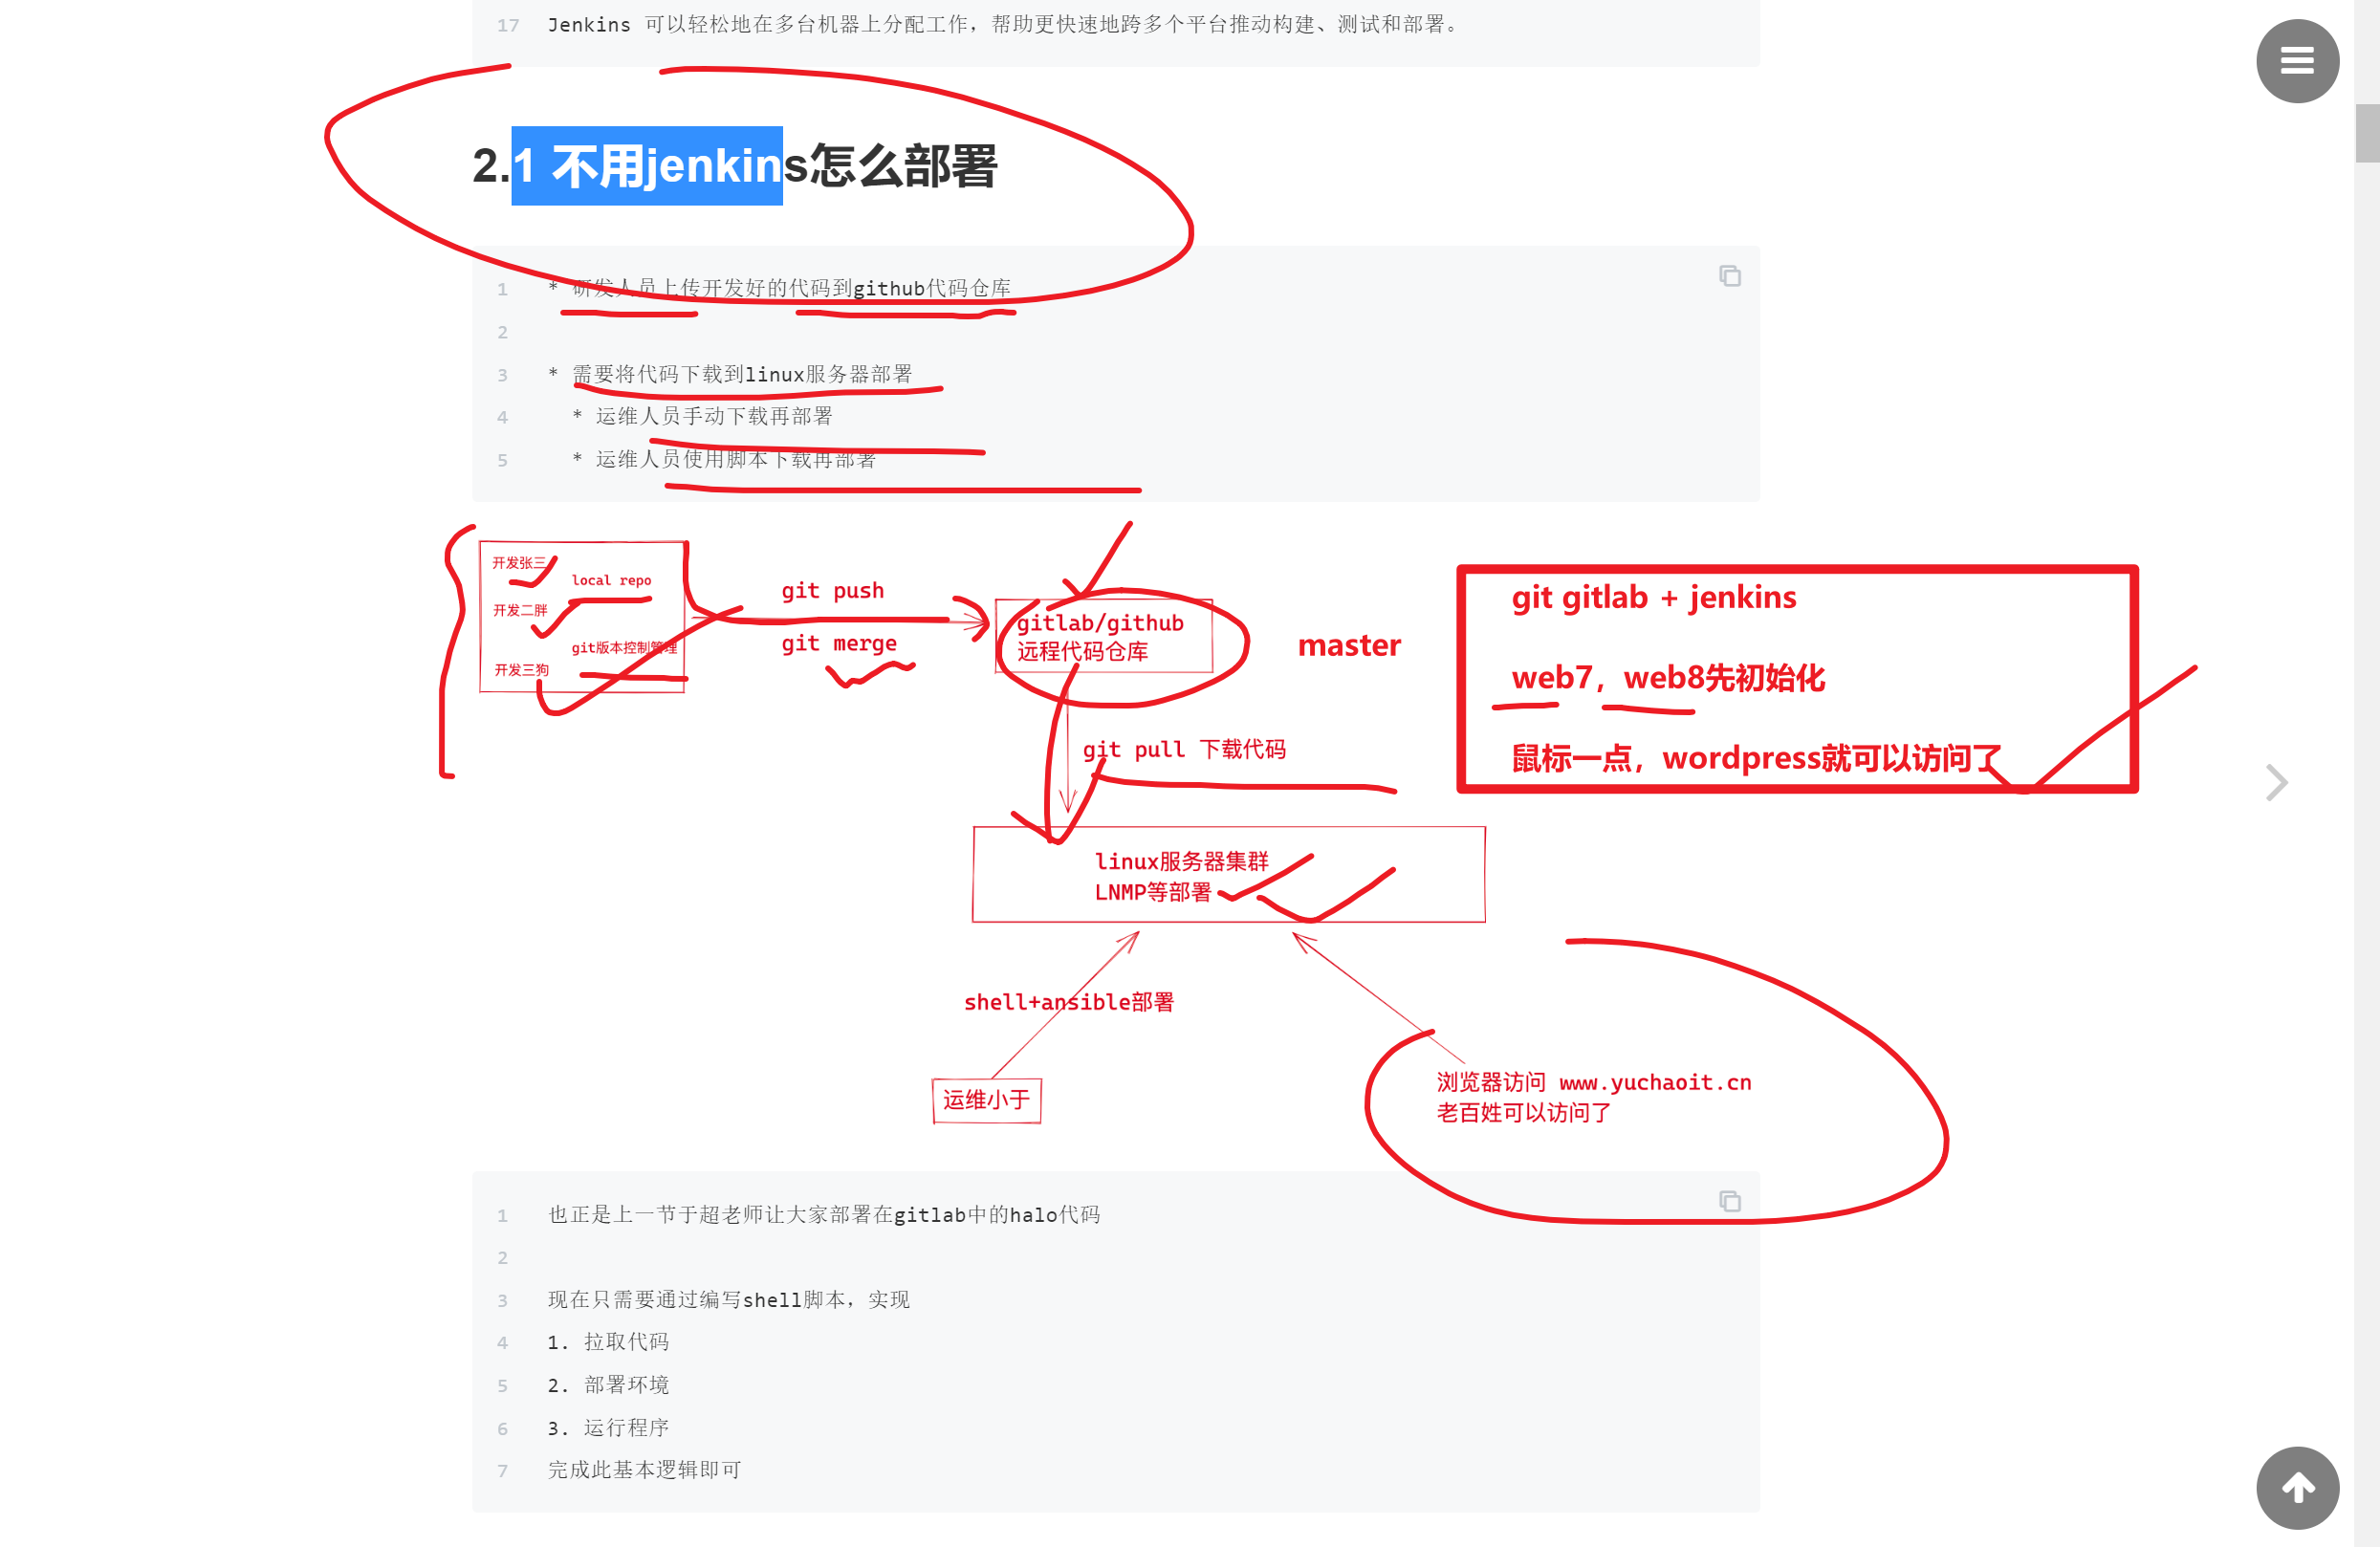 17 Jenkins 可以轻松地在多台机器上分配工作，帮助更快速地跨多个平台推动构建、测试和部署。
2.1 不用jenkins怎么部署
1 * 研发人员上传开发好的代码到github代码仓库
2
3 * 需要将代码下载到linux服务器部署
4 * 运维人员手动下载再部署
5 * 运维人员使用脚本下载再部署
开发张三
local repo
开发二胖
git版本控制管理
开发三狗
git push
git merge
gitlab/github
远程代码仓库
master
git gitlab + jenkins
web7，web8先初始化
鼠标一点，wordpress就可以访问了
git pull 下载代码
linux服务器集群
LNMP等部署
shell+ansible部署
运维小于
浏览器访问 www.yuchaoit.cn
老百姓可以访问了
1 也正是上一节于超老师让大家部署在gitlab中的halo代码
2
3 现在只需要通过编写shell脚本，实现
4 1. 拉取代码
5 2. 部署环境
6 3. 运行程序
7 完成此基本逻辑即可